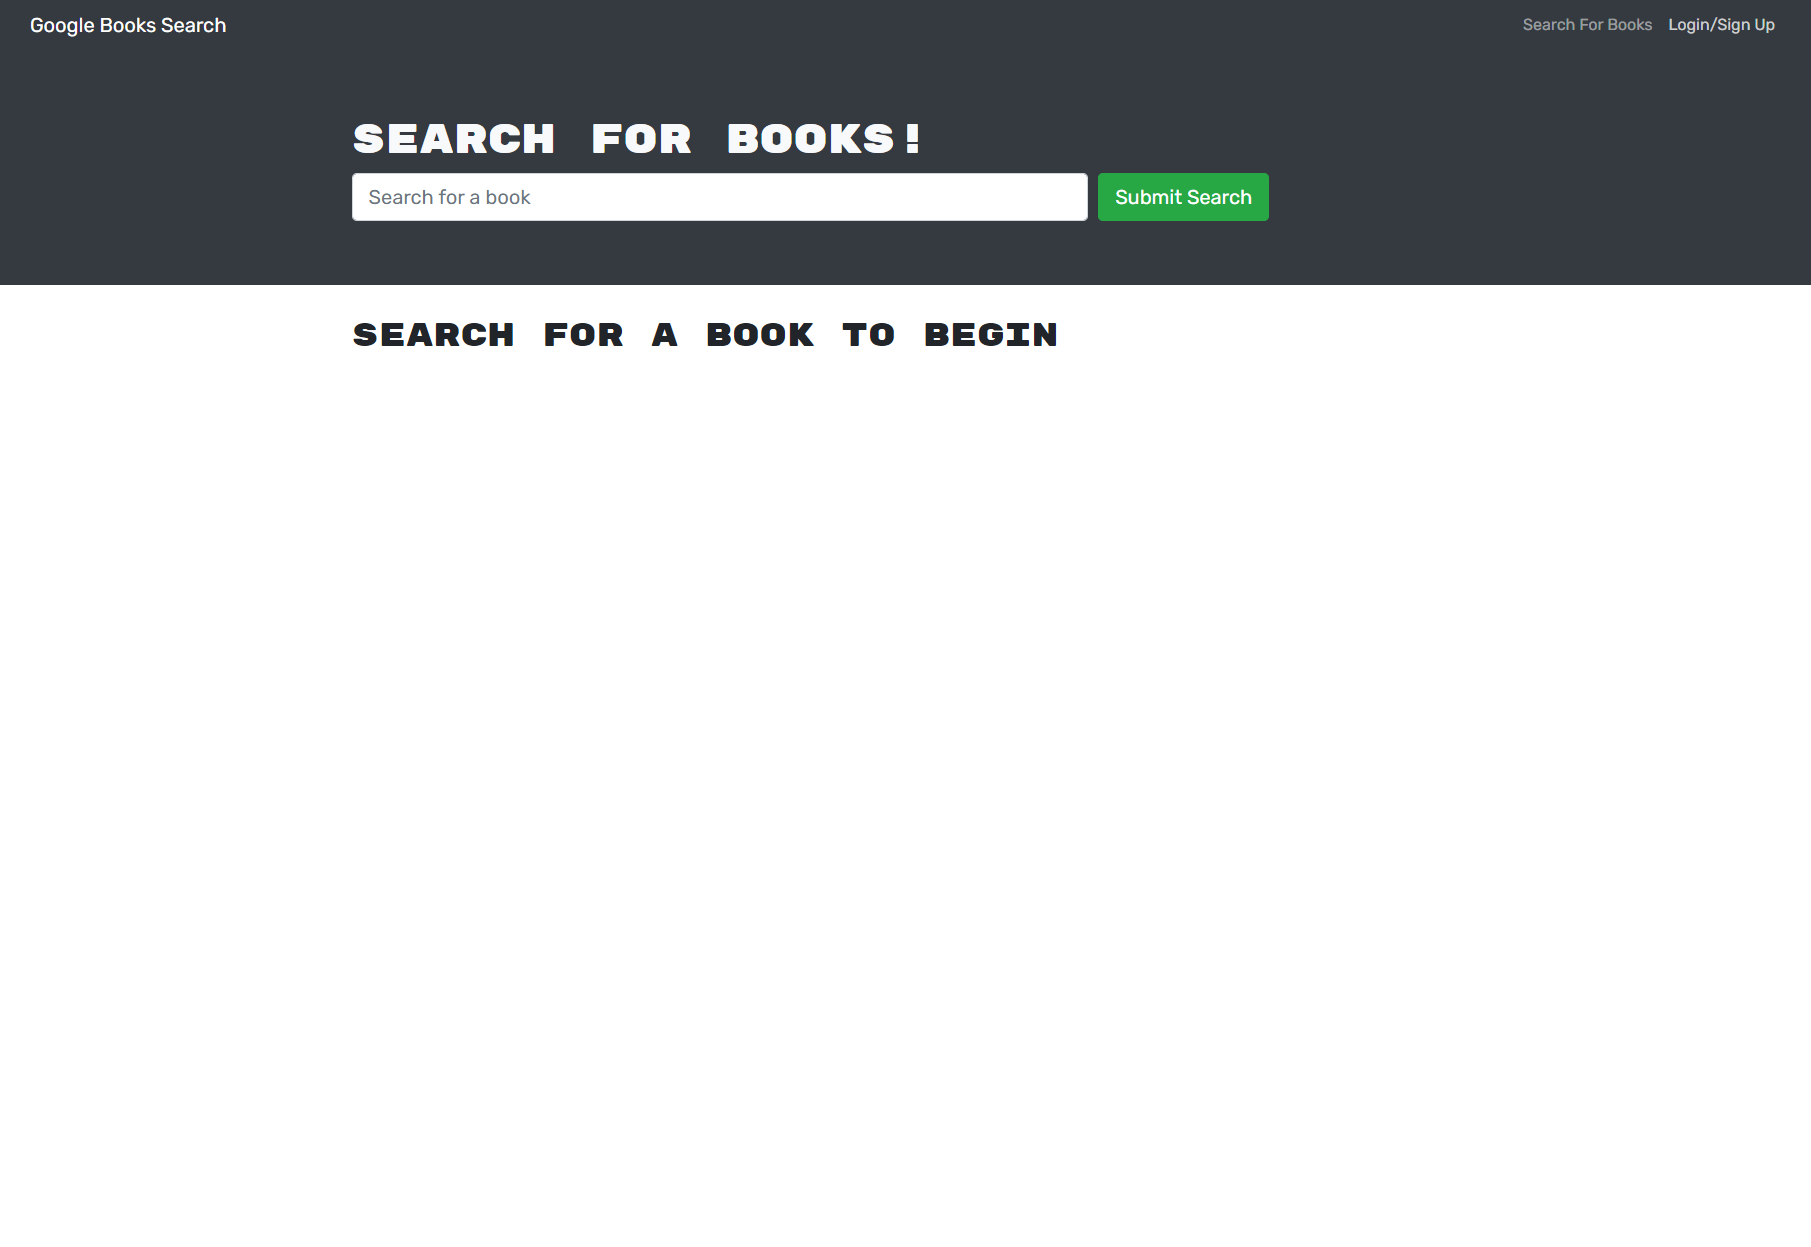 Google Books Search
Search For Books Login/Sign Up
SEARCH FOR BOOKS!
Search for a book
Submit Search
SEARCH FOR A BOOK TO BEGIN